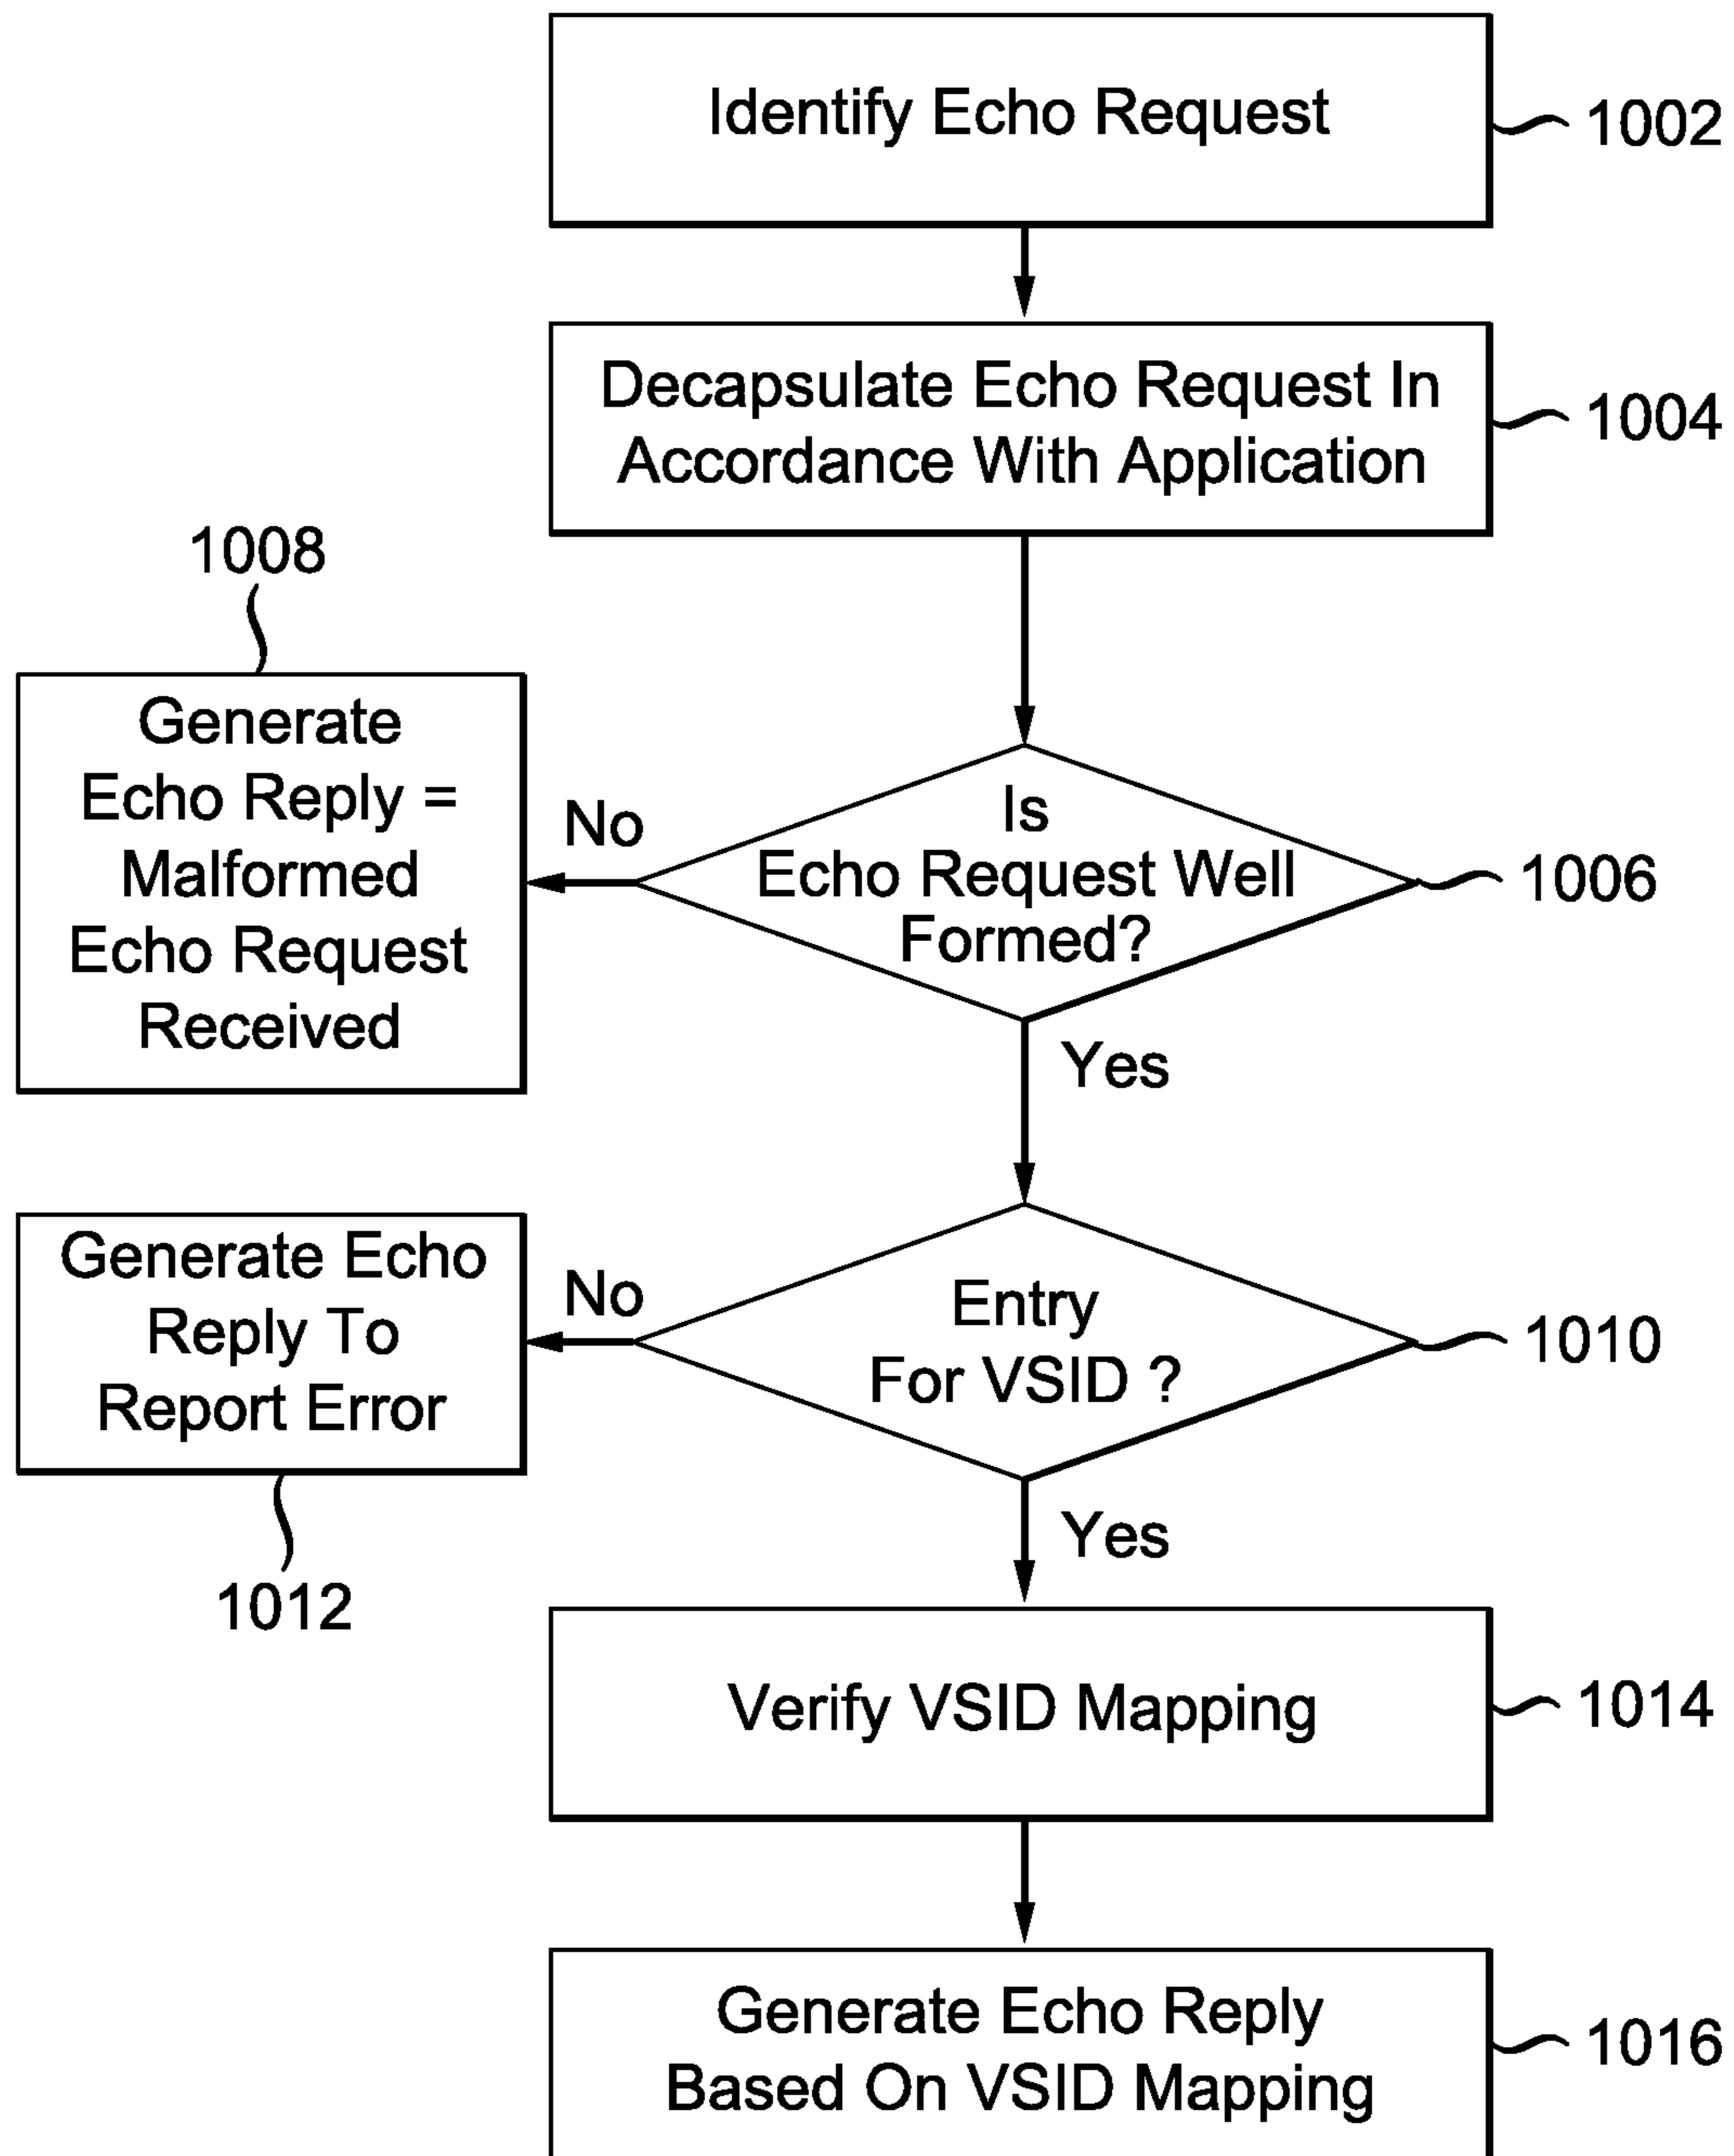 Identify Echo Request
1002
Decapsulate Echo Request In
Accordance With Application
1004
1008
Generate
Echo Reply =
Malformed
Echo Request
Received
No
Is
Echo Request Well
Formed?
1006
Yes
Generate Echo
Reply To
Report Error
No
Entry
For VSID ?
1010
Yes
1012
Verify VSID Mapping
1014
Generate Echo Reply
Based On VSID Mapping
1016